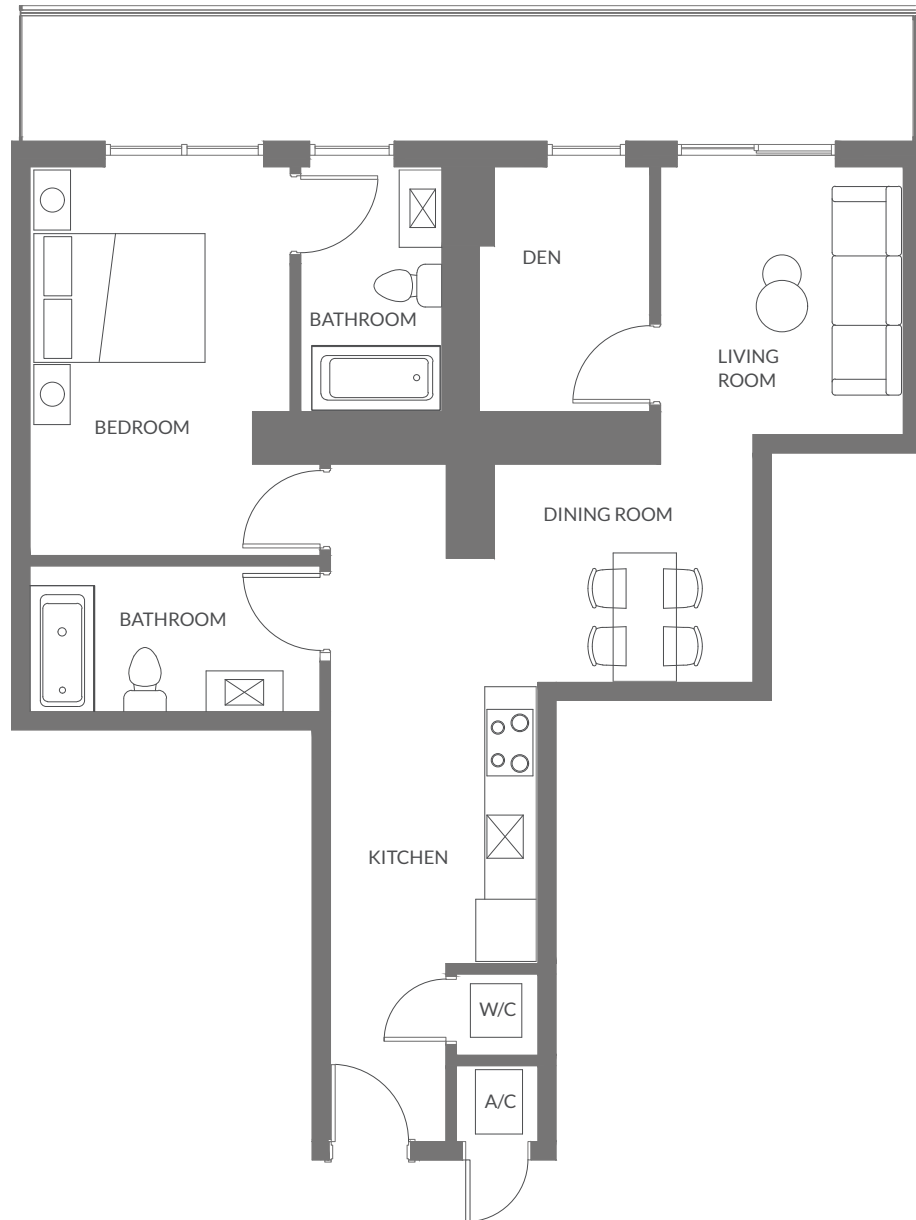 DEN
BATHROOM
LIVING
ROOM
BEDROOM
DINING ROOM
BATHROOM
KITCHEN
W/C
A/C